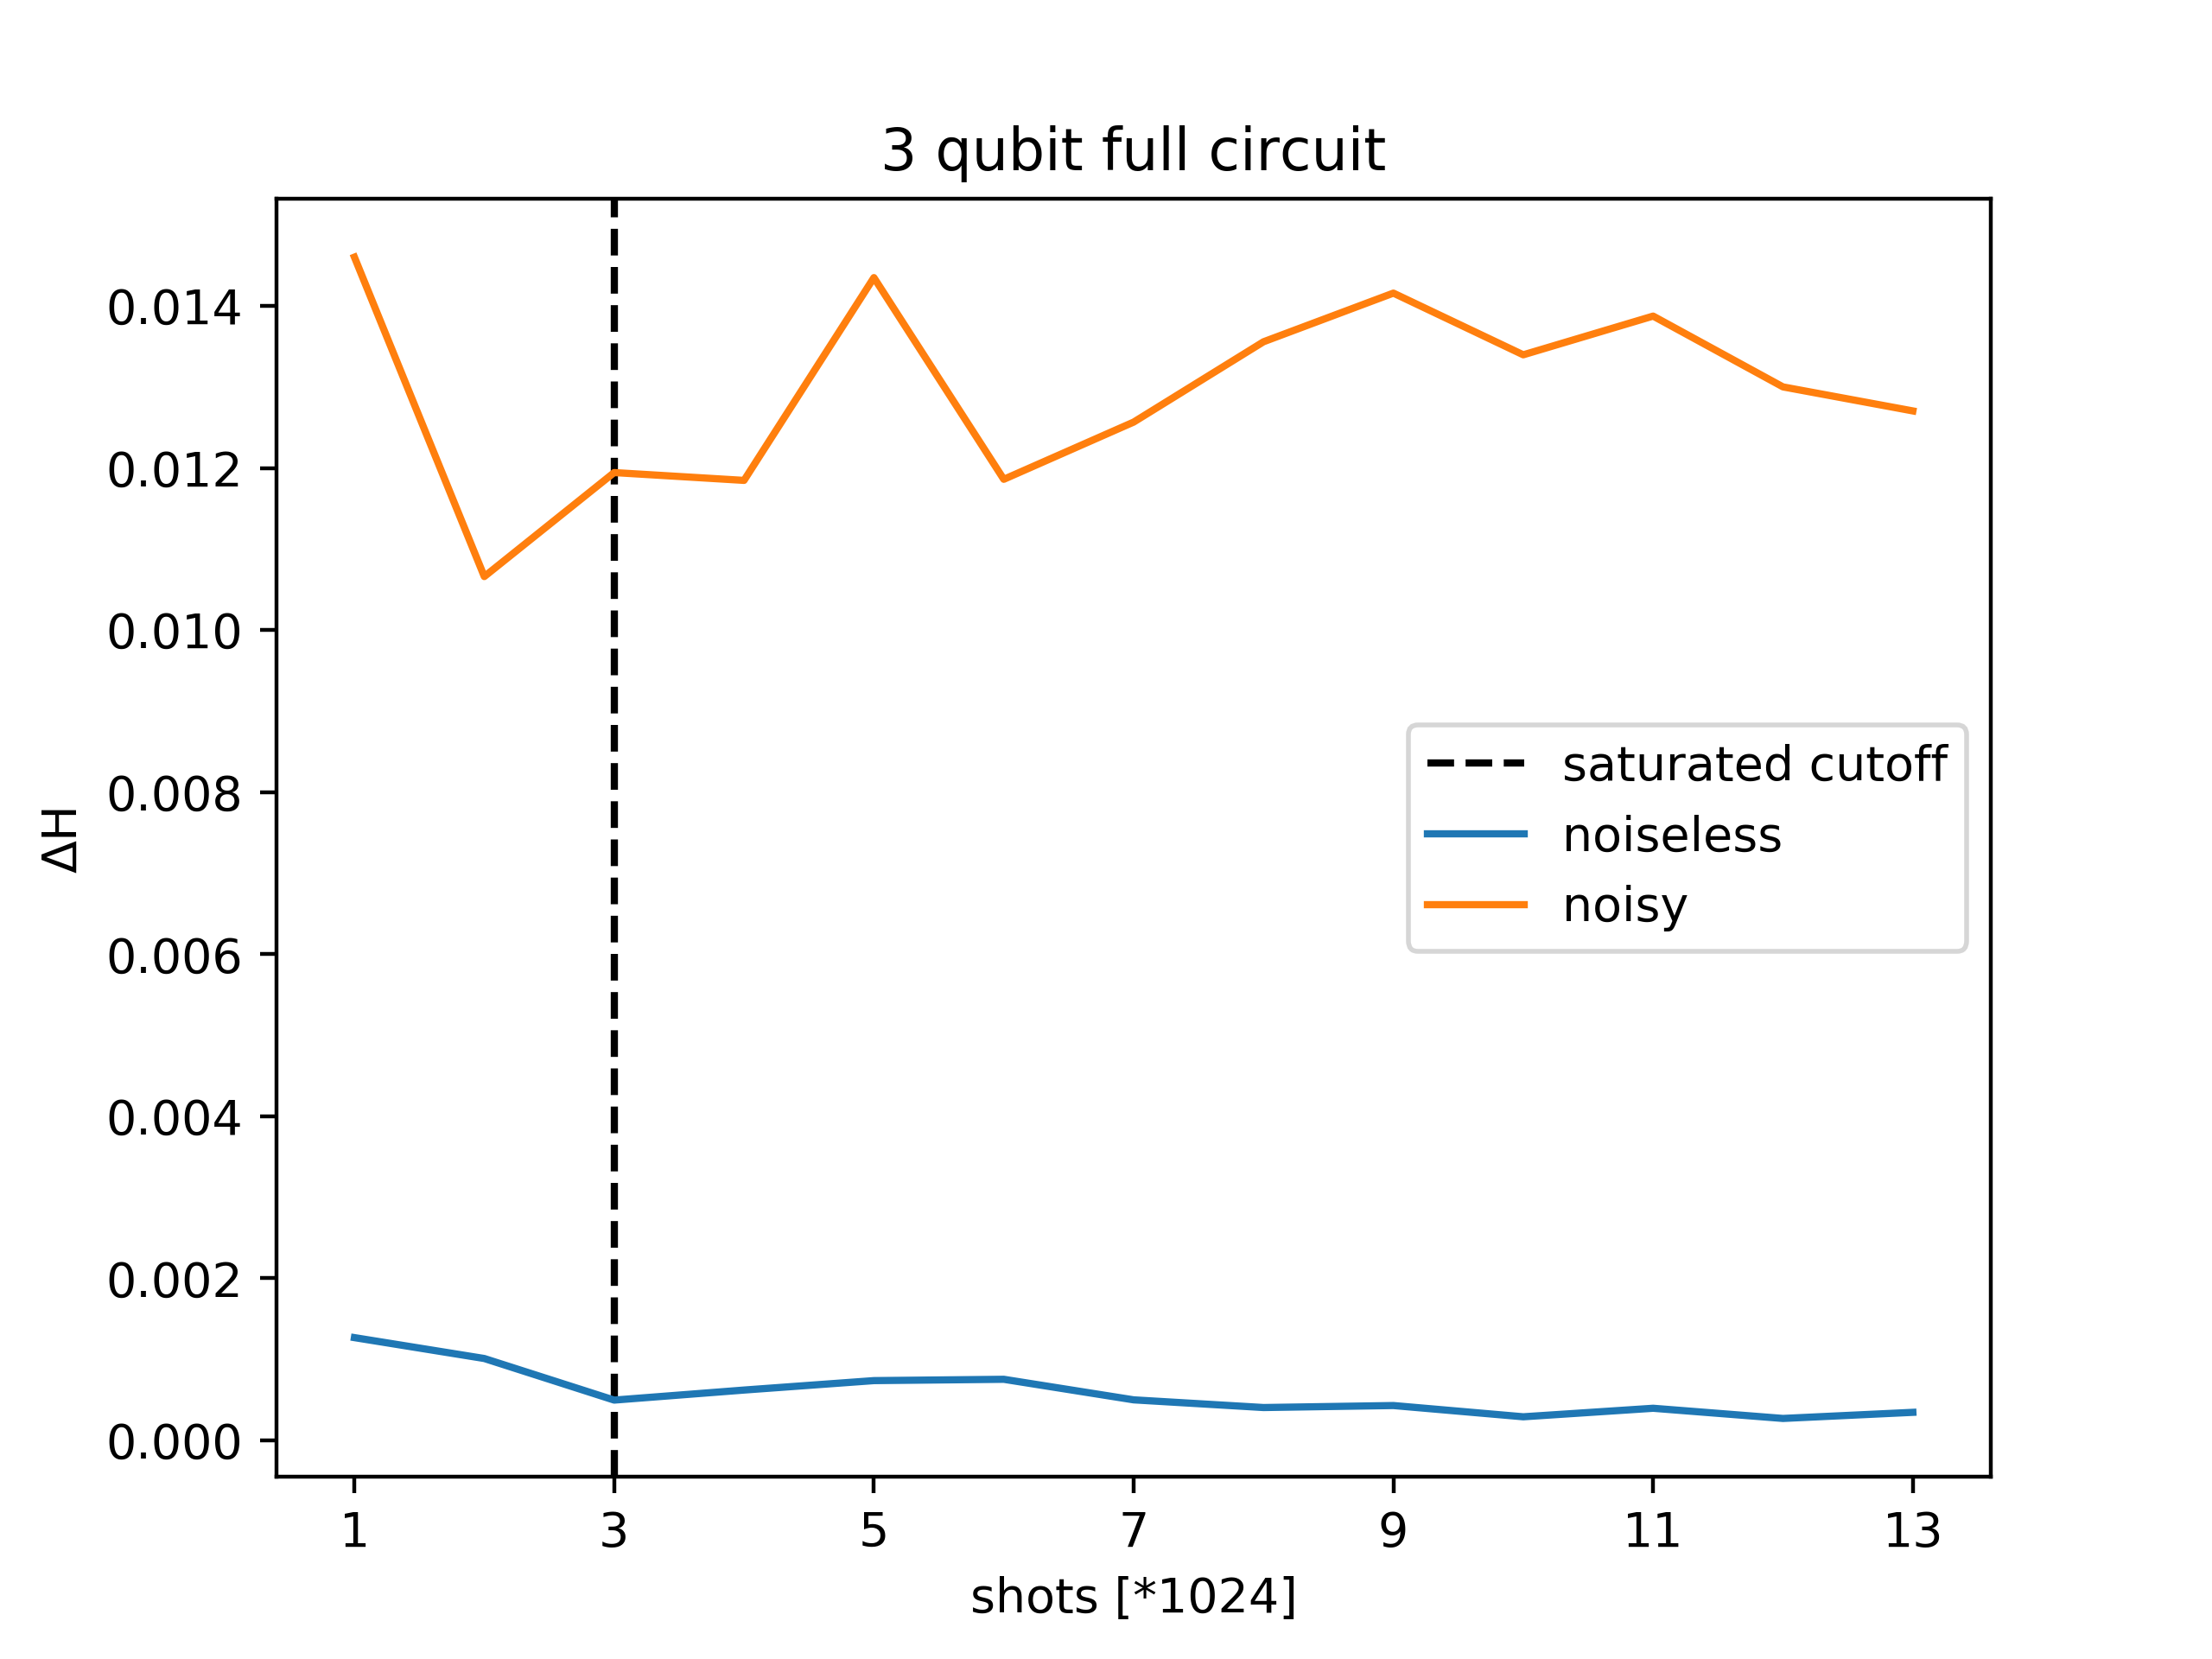 3 qubit full circuit
0.014
0.012
0.010
0.008
0.006
0.004
0.002
0.000
ΔH
saturated cutoff
noiseless
noisy
1 3 5 7 9 11 13
shots [*1024]